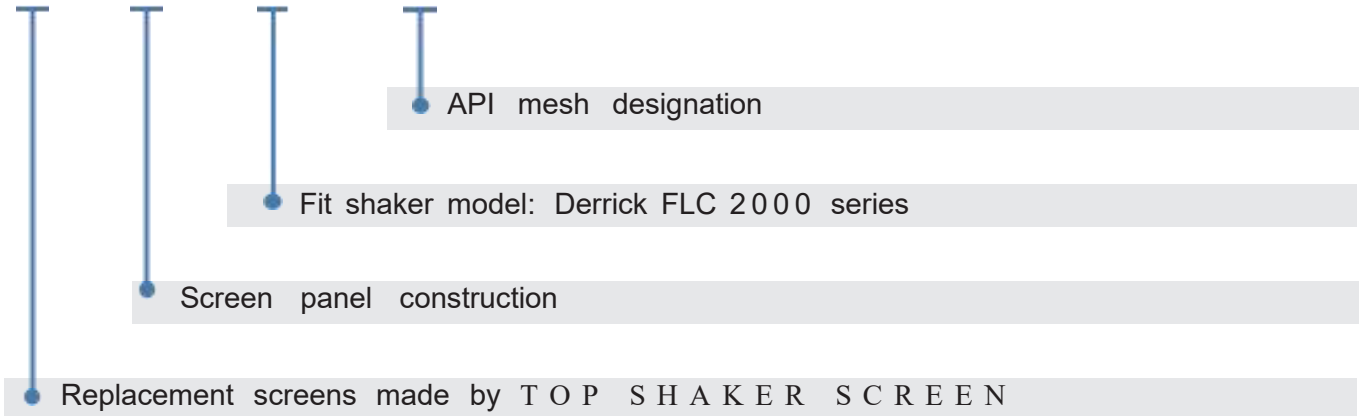 API mesh designation
Fit shaker model: Derrick FLC 2000 series
Screen panel construction
Replacement screens made by TOP SHAKER SCREEN